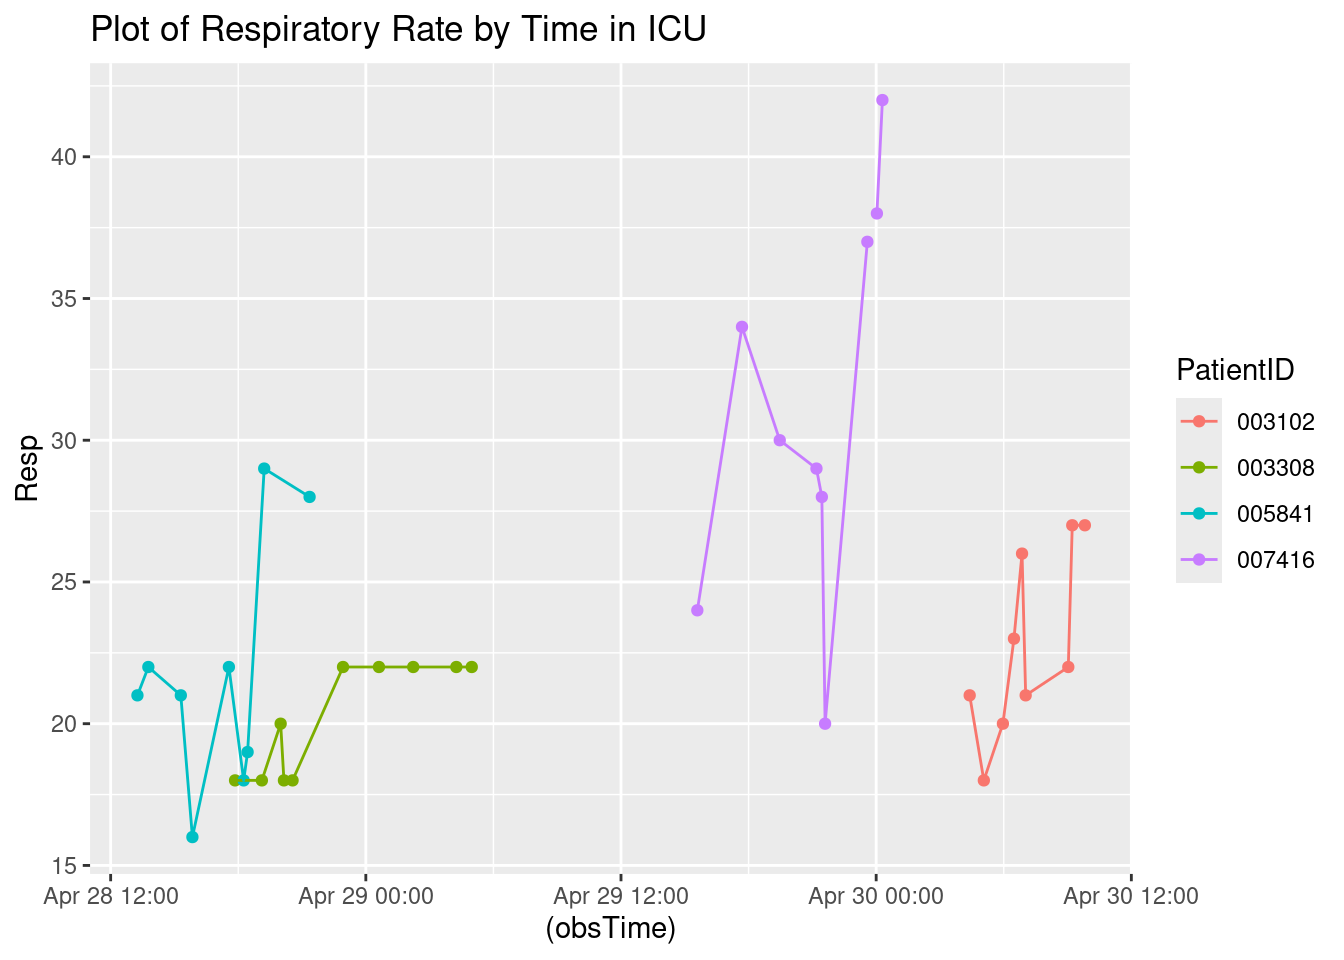 Plot of Respiratory Rate by Time in ICU
Resp
40
35
30
25
20
15
Apr 28 12:00
Apr 29 00:00
Apr 29 12:00
Apr 30 00:00
Apr 30 12:00
(obsTime)
PatientID
003102
003308
005841
007416